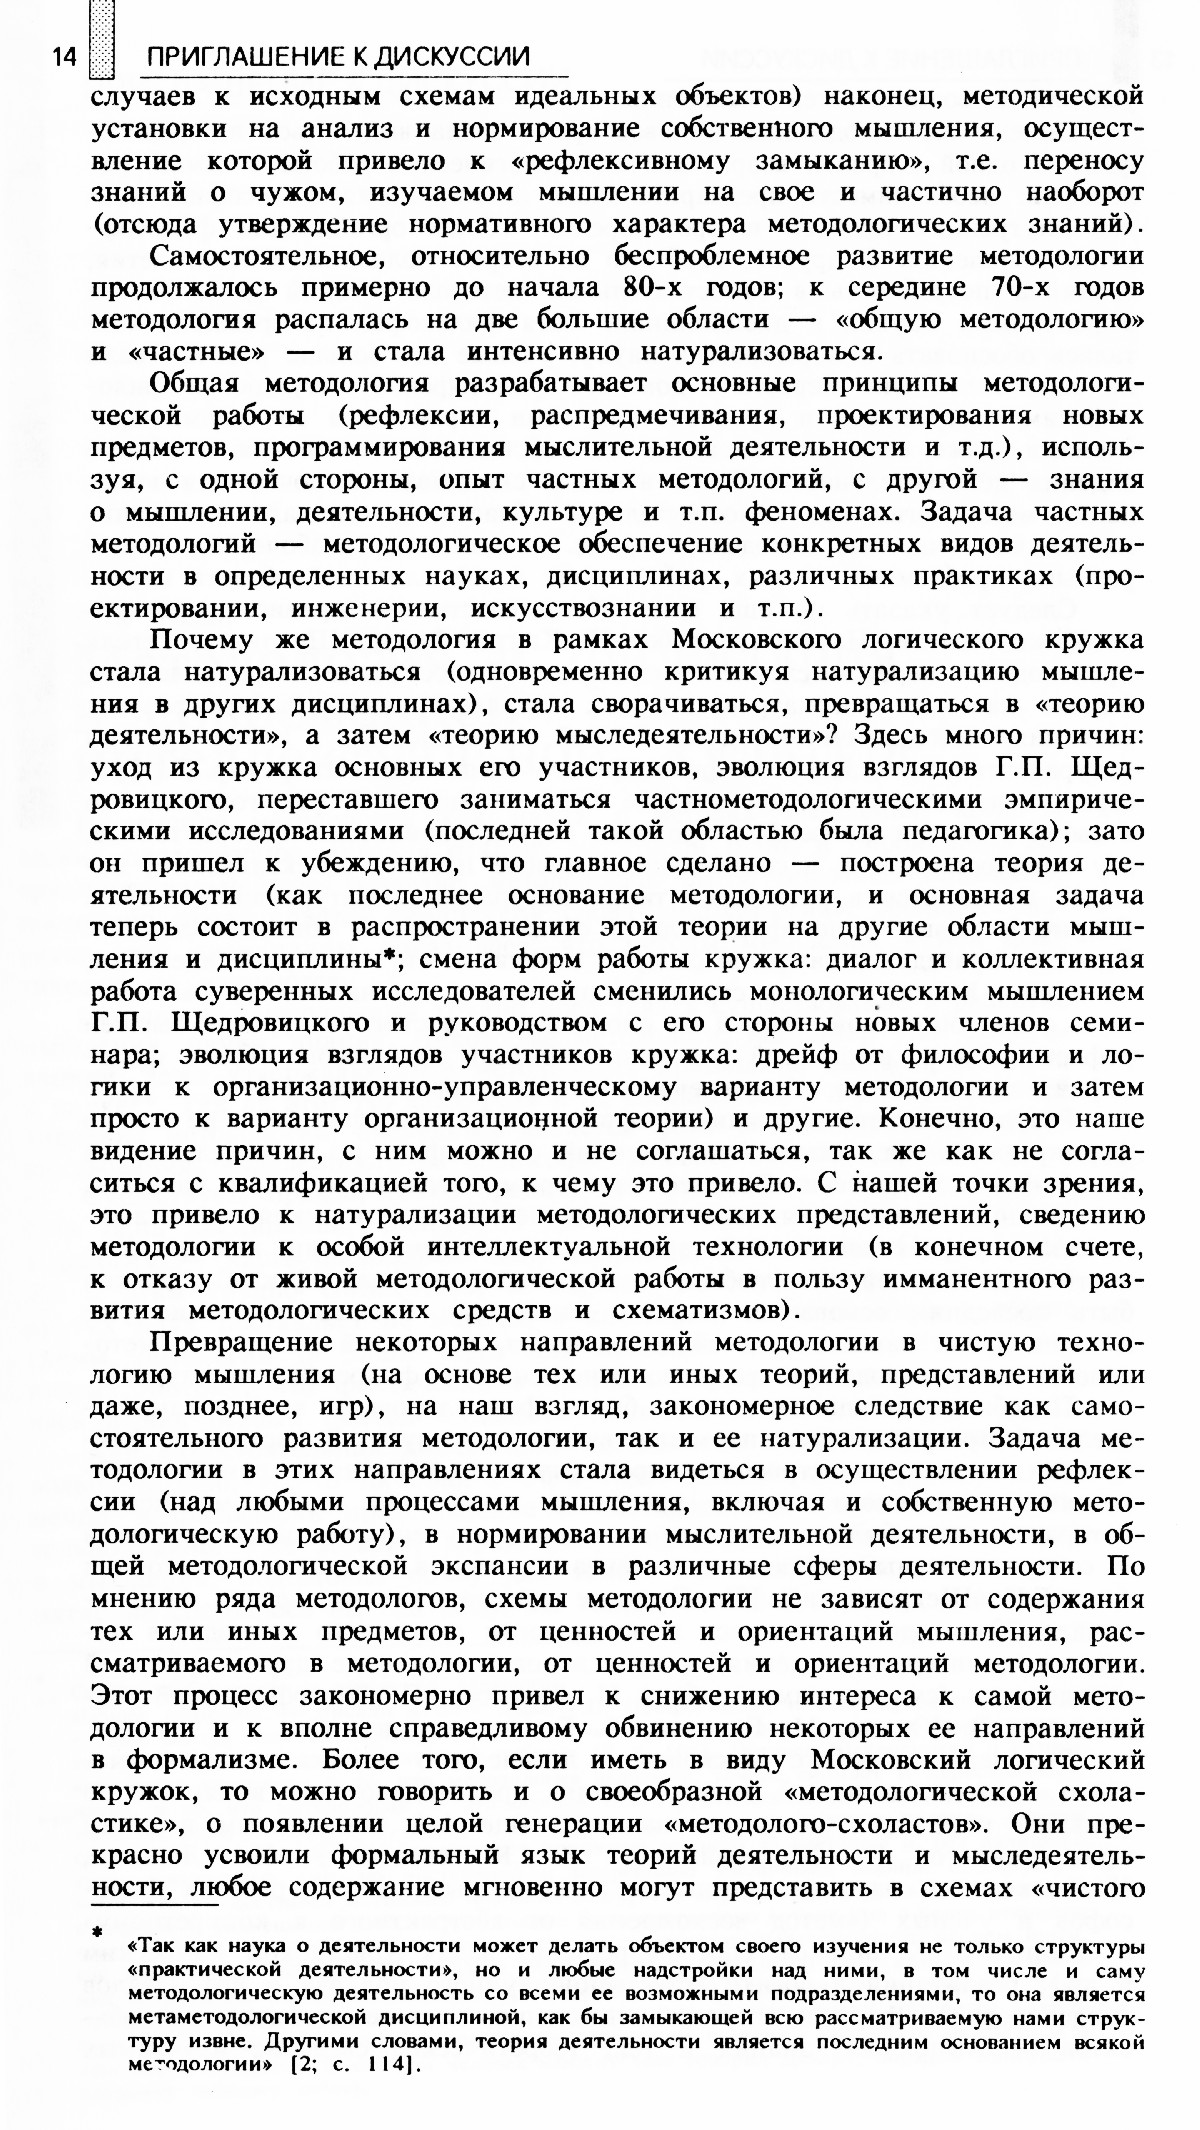 14 ПРИГЛАШЕНИЕ К ДИСКУССИИ
случаев к исходным схемам идеальных объектов) наконец, методической
установки на анализ и нормирование собственного мышления, осущест-
вление которой привело к «рефлексивному замыканию», т.е. переносу
знаний о чужом, изучаемом мышлении на свое и частично наоборот
(отсюда утверждение нормативного характера методологических знаний).
Самостоятельное, относительно беспроблемное развитие методологии
продолжалось примерно до начала 80-х годов; к середине 70-х годов
методология распалась на две большие области — «общую методологию»
и «частные» — и стала интенсивно натурализоваться.
Общая методология разрабатывает основные принципы методологи-
ческой работы (рефлексии, распредмечивания, проектирования новых
предметов, программирования мыслительной деятельности и т.д.), исполь-
зуя, с одной стороны, опыт частных методологий, с другой — знания
о мышлении, деятельности, культуре и т.п. феноменах. Задача частных
методологий — методологическое обеспечение конкретных видов деятель-
ности в определенных науках, дисциплинах, различных практиках (про-
ектировании, инженерии, искусствознании и т.п.).
Почему же методология в рамках Московского логического кружка
стала натурализоваться (одновременно критикуя натурализацию мышле-
ния в других дисциплинах), стала сворачиваться, превращаться в «теорию
деятельности», а затем «теорию мыследеятельности»? Здесь много причин:
уход из кружка основных его участников, эволюция взглядов Г.П. Щед-
ровицкого, переставшего заниматься частнометодологическими эмпириче-
скими исследованиями (последней такой областью была педагогика); зато
он пришел к убеждению, что главное сделано — построена теория де-
ятельности (как последнее основание методологии, и основная задача
теперь состоит в распространении этой теории на другие области мыш-
ления и дисциплины*; смена форм работы кружка: диалог и коллективная
работа суверенных исследователей сменились монологическим мышлением
Г.П. Щедровицкого и руководством с его стороны новых членов семи-
нара; эволюция взглядов участников кружка: дрейф от философии и ло-
гики к организационно-управленческому варианту методологии и затем
просто к варианту организационной теории) и другие. Конечно, это наше
видение причин, с ним можно и не соглашаться, так же как не согла-
ситься с квалификацией того, к чему это привело. С нашей точки зрения,
это привело к натурализации методологических представлений, сведению
методологии к особой интеллектуальной технологии (в конечном счете,
к отказу от живой методологической работы в пользу имманентного раз-
вития методологических средств и схематизмов).
Превращение некоторых направлений методологии в чистую техно-
логию мышления (на основе тех или иных теорий, представлений или
даже, позднее, игр), на наш взгляд, закономерное следствие как само-
стоятельного развития методологии, так и ее натурализации. Задача ме-
тодологии в этих направлениях стала видеться в осуществлении рефлек-
сии (над любыми процессами мышления, включая и собственную мето-
дологическую работу), в нормировании мыслительной деятельности, в об-
щей методологической экспансии в различные сферы деятельности. По
мнению ряда методологов, схемы методологии не зависят от содержания
тех или иных предметов, от ценностей и ориентаций мышления, рас-
сматриваемого в методологии, от ценностей и ориентаций методологии.
Этот процесс закономерно привел к снижению интереса к самой мето-
дологии и к вполне справедливому обвинению некоторых ее направлений
в формализме. Более того, если иметь в виду Московский логический
кружок, то можно говорить и о своеобразной «методологической схола-
стике», о появлении целой генерации «методолого-схоластов». Они пре-
красно усвоили формальный язык теорий деятельности и мыследеятель-
ности, любое содержание мгновенно могут представить в схемах «чистого
* «Так как наука о деятельности может делать объектом своего изучения не только структуры
«практической деятельности», но и любые надстройки над ними, в том числе и саму
методологическую деятельность со всеми ее возможными подразделениями, то она является
метаметодологической дисциплиной, как бы замыкающей всю рассматриваемую нами струк-
туру извне. Другими словами, теория деятельности является последним основанием всякой
методологии» [2; с. 114].